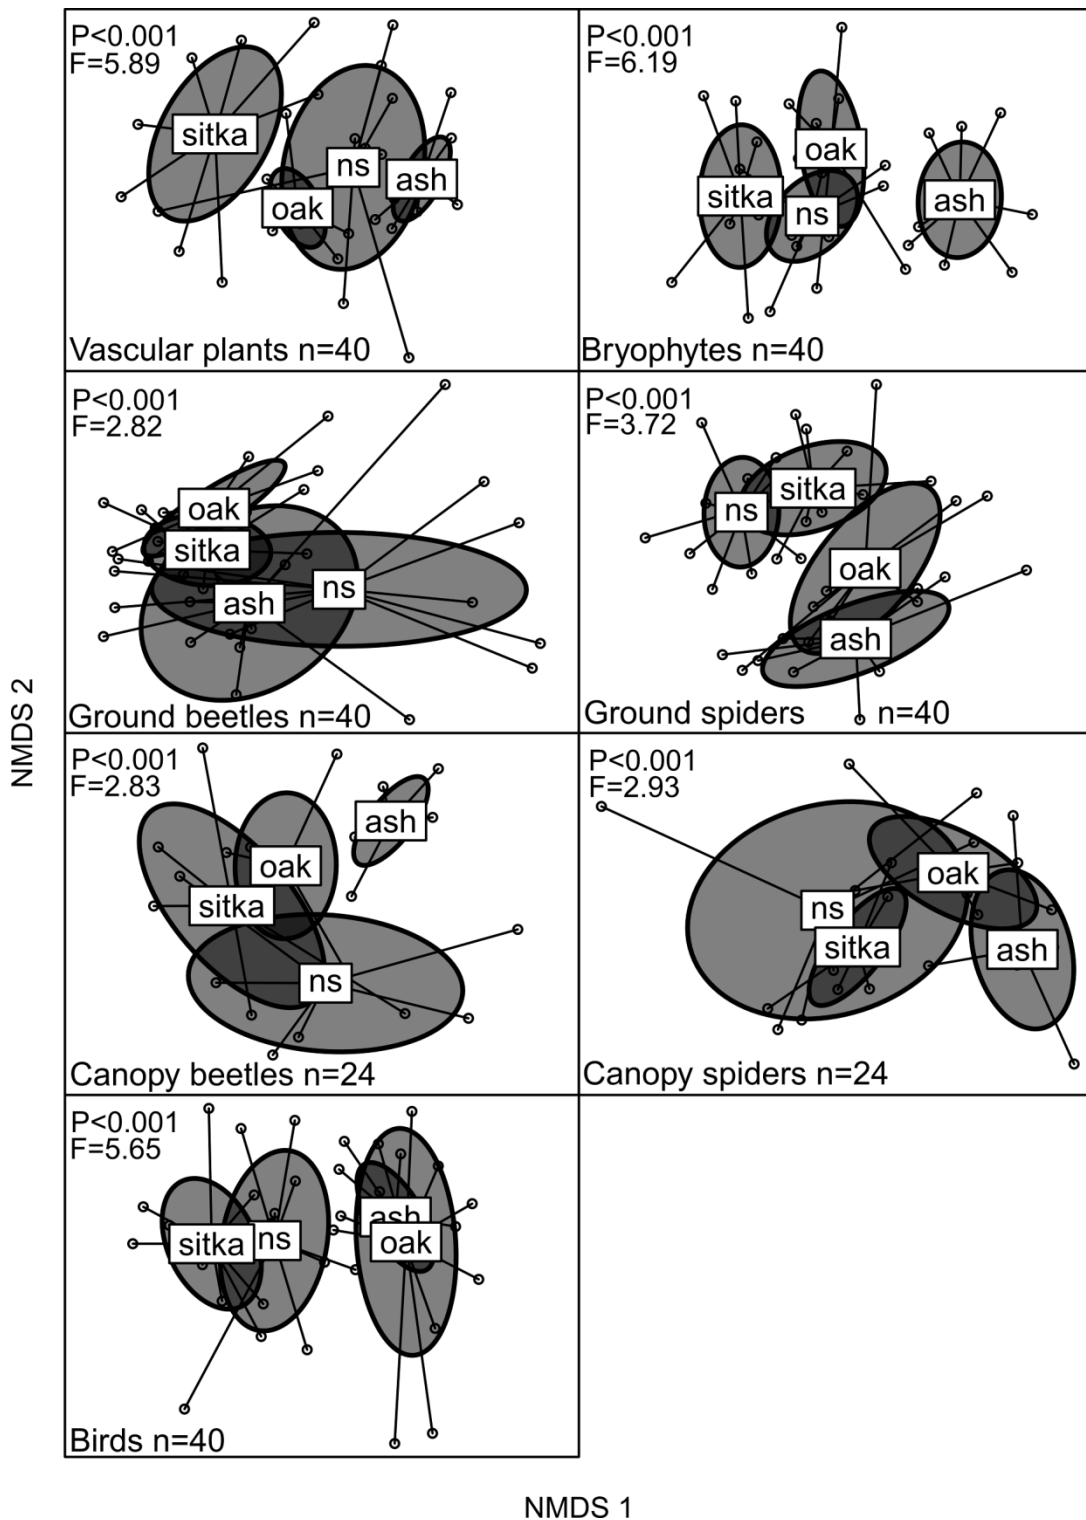 P<0.001
F=5.89
sitka
ns
ash
oak
Vascular plants n=40
P<0.001
F=6.19
oak
sitka
ns
ash
Bryophytes n=40
P<0.001
F=2.82
oak
sitka
ns
ash
Ground beetles n=40
P<0.001
F=3.72
sitka
ns
oak
ash
Ground spiders n=40
NMDS 2
P<0.001
F=2.83
ash
oak
sitka
ns
Canopy beetles n=24
P<0.001
F=2.93
oak
ns
sitka
ash
Canopy spiders n=24
P<0.001
F=5.65
ash
sitka
ns
oak
Birds n=40
NMDS 1